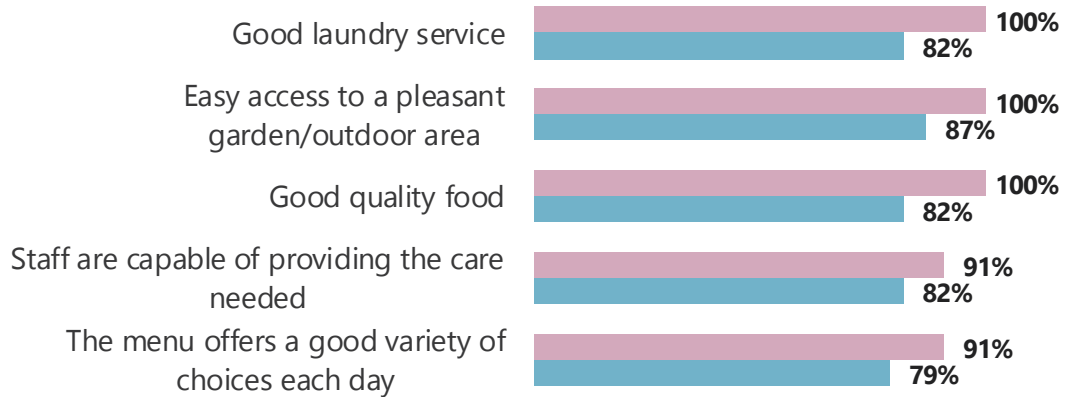 Good laundry service
100%
82%
Easy access to a pleasant
garden/outdoor area
100%
87%
Good quality food
100%
82%
Staff are capable of providing the care
needed
91%
82%
The menu offers a good variety of
choices each day
91%
79%